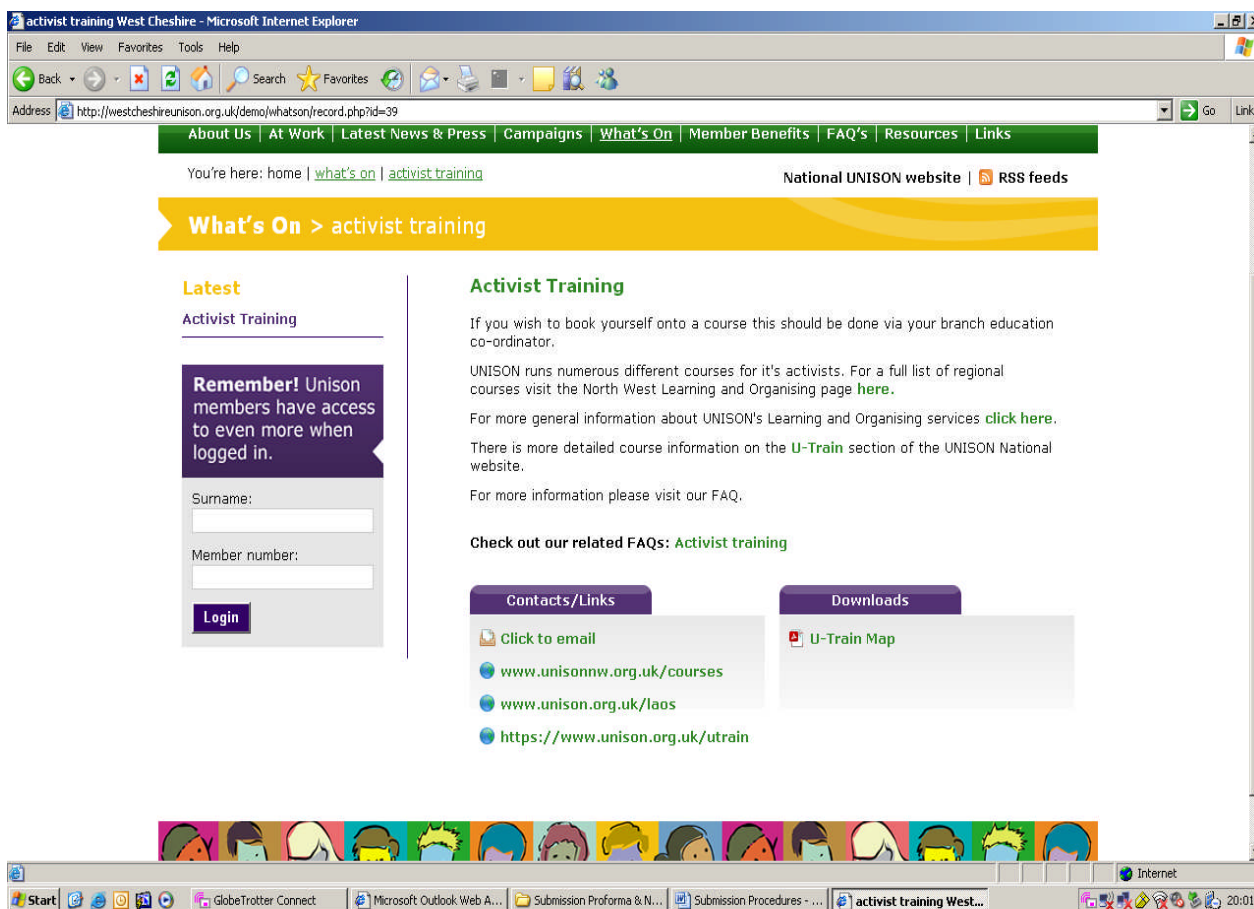 activist training West Cheshire - Microsoft Internet Explorer
File Edit View Favorites Tools Help
Back Search Favorites
Address http://westcheshireunison.org.uk/demo/whatson/record.php?id=39 Go Link
About Us | At Work | Latest News & Press | Campaigns | What's On | Member Benefits | FAQ's | Resources | Links
You're here: home | what's on | activist training
National UNISON website | RSS feeds
What's On > activist training
Latest
Activist Training
Remember! Unison
members have access
to even more when
logged in.
Surname:
Member number:
Login
Activist Training
If you wish to book yourself onto a course this should be done via your branch education
co-ordinator.
UNISON runs numerous different courses for it's activists. For a full list of regional
courses visit the North West Learning and Organising page here.
For more general information about UNISON's Learning and Organising services click here.
There is more detailed course information on the U-Train section of the UNISON National
website.
For more information please visit our FAQ.
Check out our related FAQs: Activist training
Contacts/Links
Click to email
www.unisonnw.org.uk/courses
www.unison.org.uk/laos
https://www.unison.org.uk/utrain
Downloads
U-Train Map
Internet
Start GlobeTrotter Connect Microsoft Outlook Web A... Submission Proforma & N... Submission Procedures - ... activist training West... 20:01